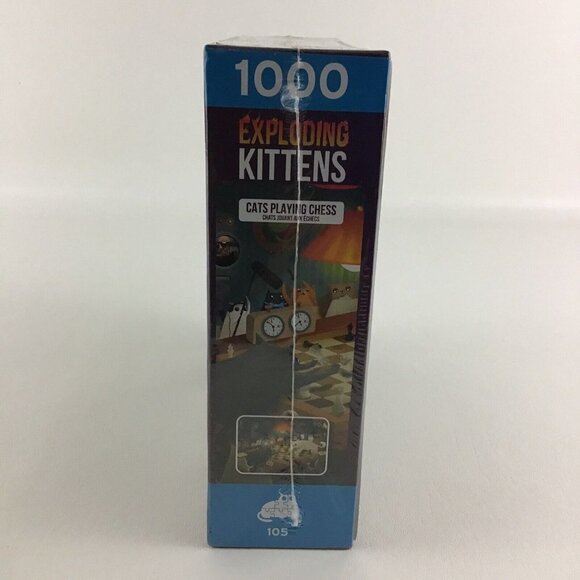 1000
EXPLODING
KITTENS
CATS PLAYING CHESS
CHATS JOUANT AUX ÉCHECS
105